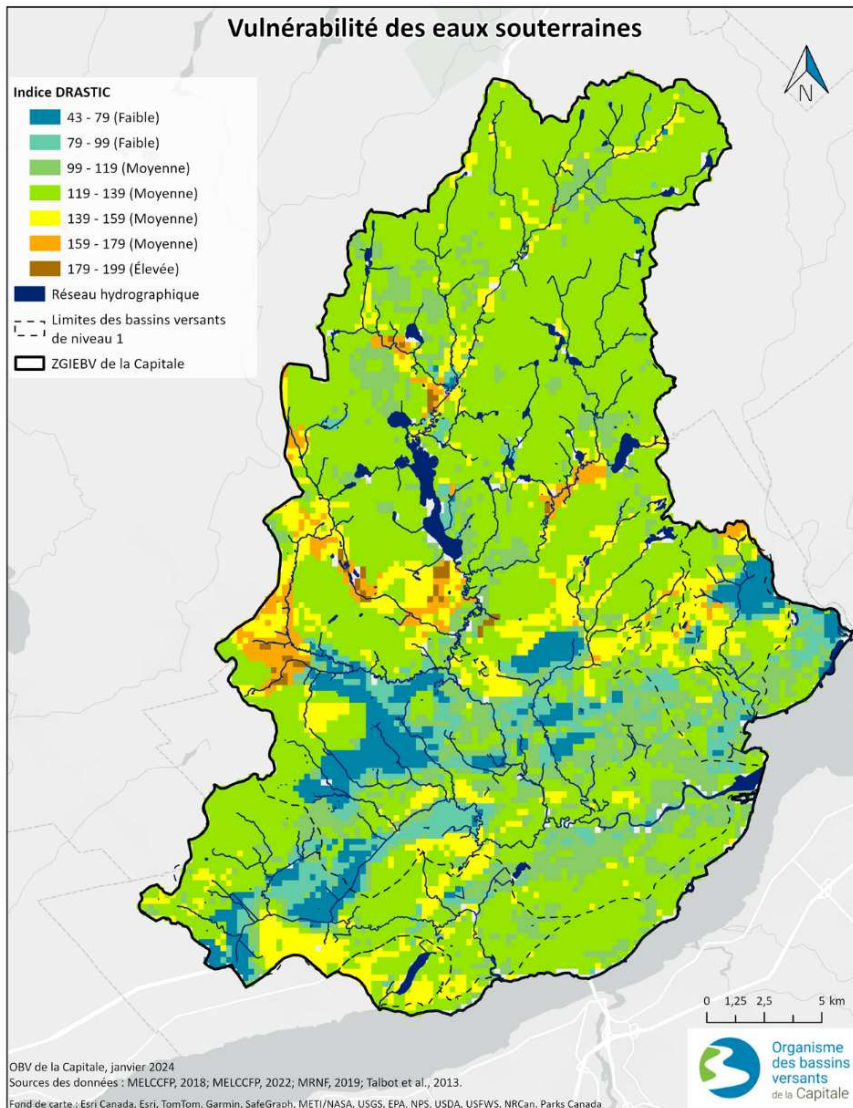 Vulnérabilité des eaux souterraines
N
Indice DRASTIC
43 - 79 (Faible)
79 - 99 (Faible)
99 - 119 (Moyenne)
119 - 139 (Moyenne)
139 - 159 (Moyenne)
159 - 179 (Moyenne)
179 - 199 (Élevée)
Réseau hydrographique
Limites des bassins versants
de niveau 1
ZGIEBV de la Capitale
0 1,25 2,5 5 km
Organisme
des bassins
versants
de la Capitale
OBV de la Capitale, janvier 2024
Sources des données : MELCCFP, 2018; MELCCFP, 2022; MRNF, 2019; Talbot et al., 2013.
Fond de carte : Esri Canada, Esri, TomTom, Garmin, SafeGraph, METI/NASA, USGS, EPA, NPS, USDA, USFWS, NRCan, Parks Canada